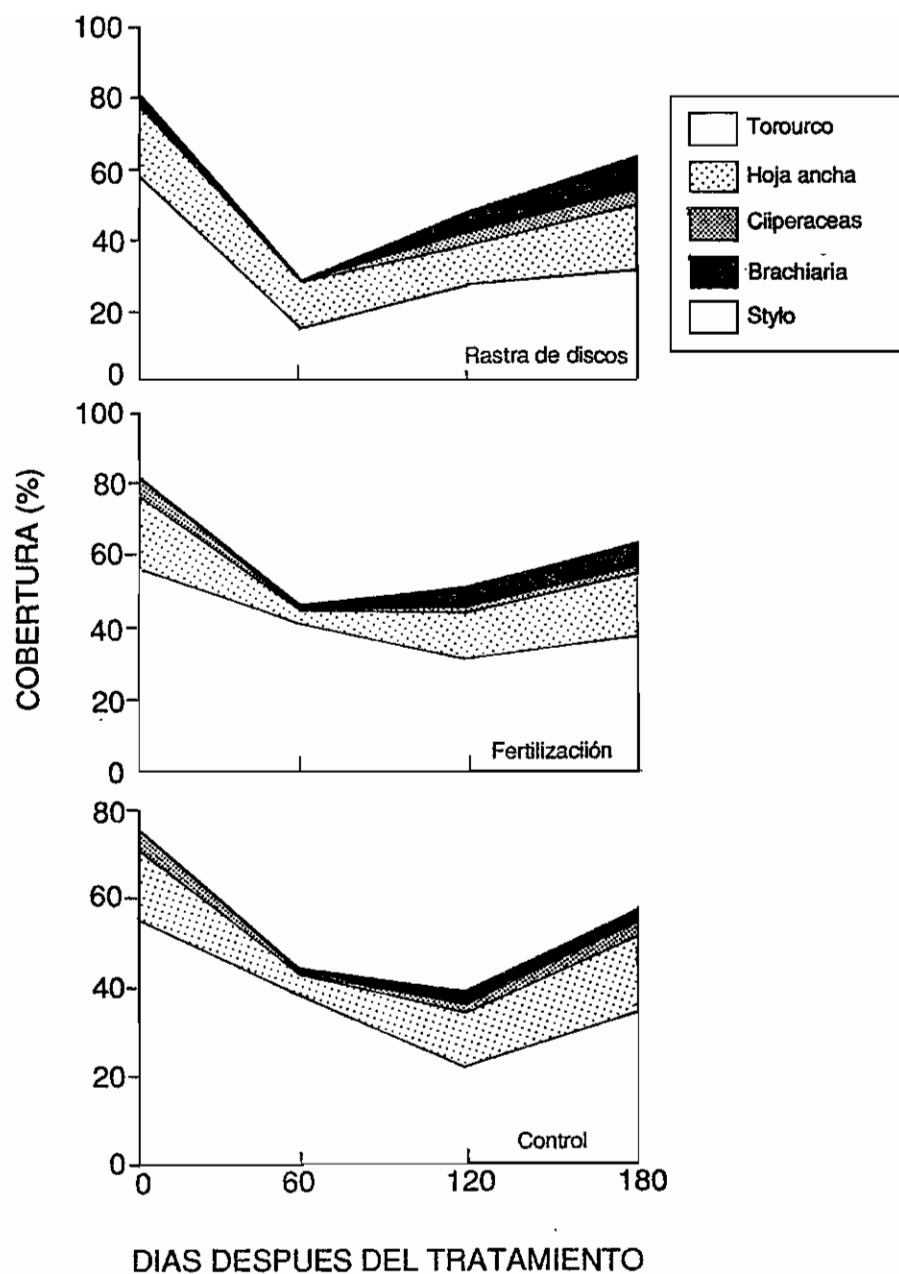 100
80
60
40
20
0
Rastra de discos
Torourco
Hoja ancha
Ciiperaceas
Brachiaria
Stylo
COBERTURA (%)
100
80
60
40
20
0
Fertilizaciión
80
60
40
20
0
Control
0 60 120 180
DIAS DESPUES DEL TRATAMIENTO